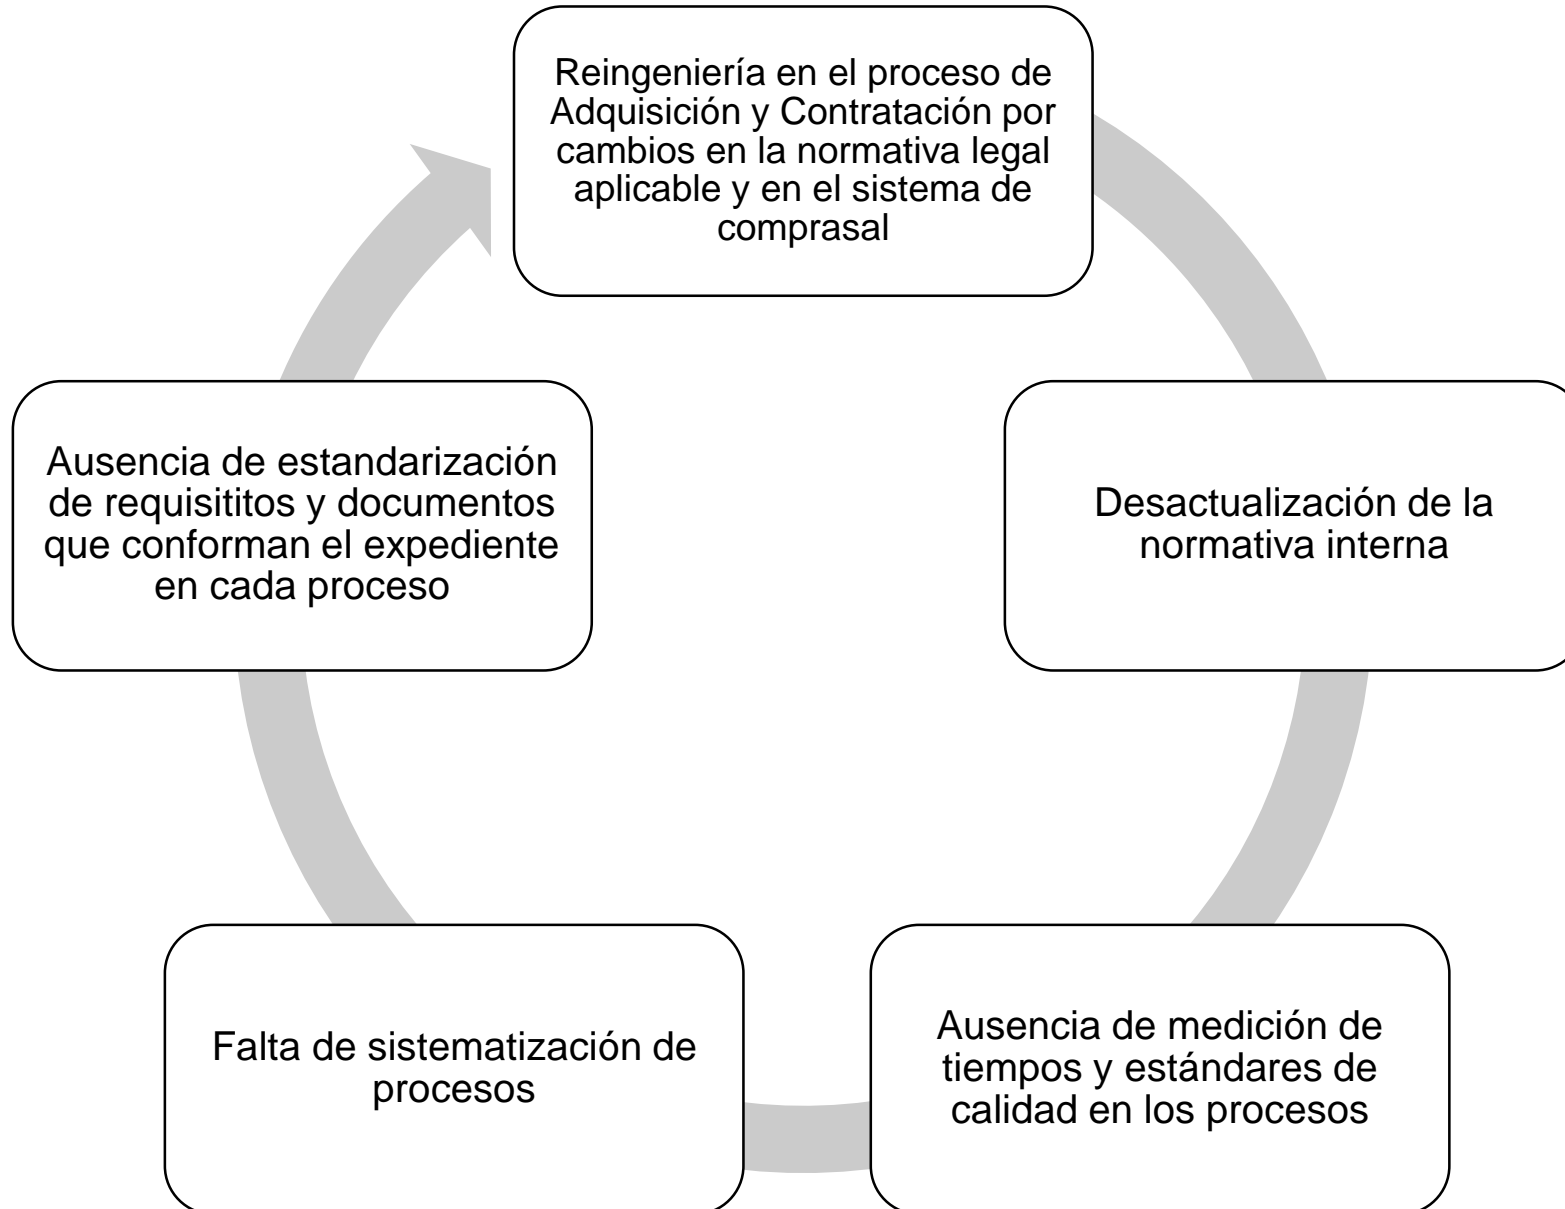 Reingeniería en el proceso de
Adquisición y Contratación por
cambios en la normativa legal
aplicable y en el sistema de
comprasal
Desactualización de la
normativa interna
Ausencia de medición de
tiempos y estándares de
calidad en los procesos
Falta de sistematización de
procesos
Ausencia de estandarización
de requisititos y documentos
que conforman el expediente
en cada proceso